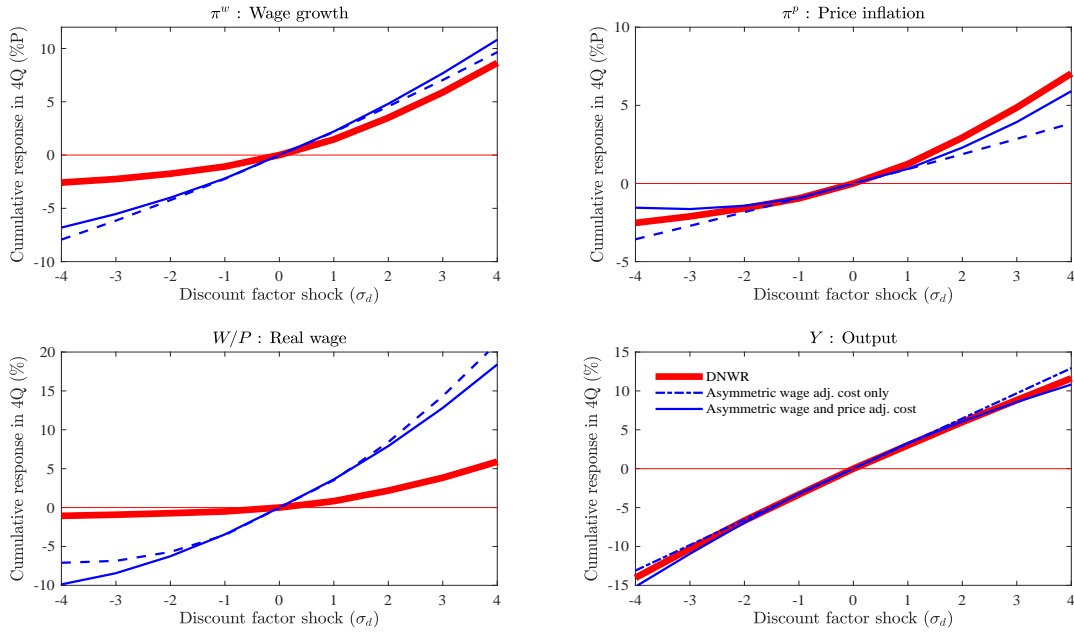 π^w : Wage growth
Cumulative response in 4Q (%P)
10
5
0
-5
-10
-4 -3 -2 -1 0 1 2 3 4
Discount factor shock (σ_d)
π^p : Price inflation
Cumulative response in 4Q (%P)
10
5
0
-5
-4 -3 -2 -1 0 1 2 3 4
Discount factor shock (σ_d)
W/P : Real wage
Cumulative response in 4Q (%)
20
15
10
5
0
-5
-10
-4 -3 -2 -1 0 1 2 3 4
Discount factor shock (σ_d)
Y : Output
Cumulative response in 4Q (%)
15
10
5
0
-5
-10
-15
DNWR
Asymmetric wage adj. cost only
Asymmetric wage and price adj. cost
-4 -3 -2 -1 0 1 2 3 4
Discount factor shock (σ_d)